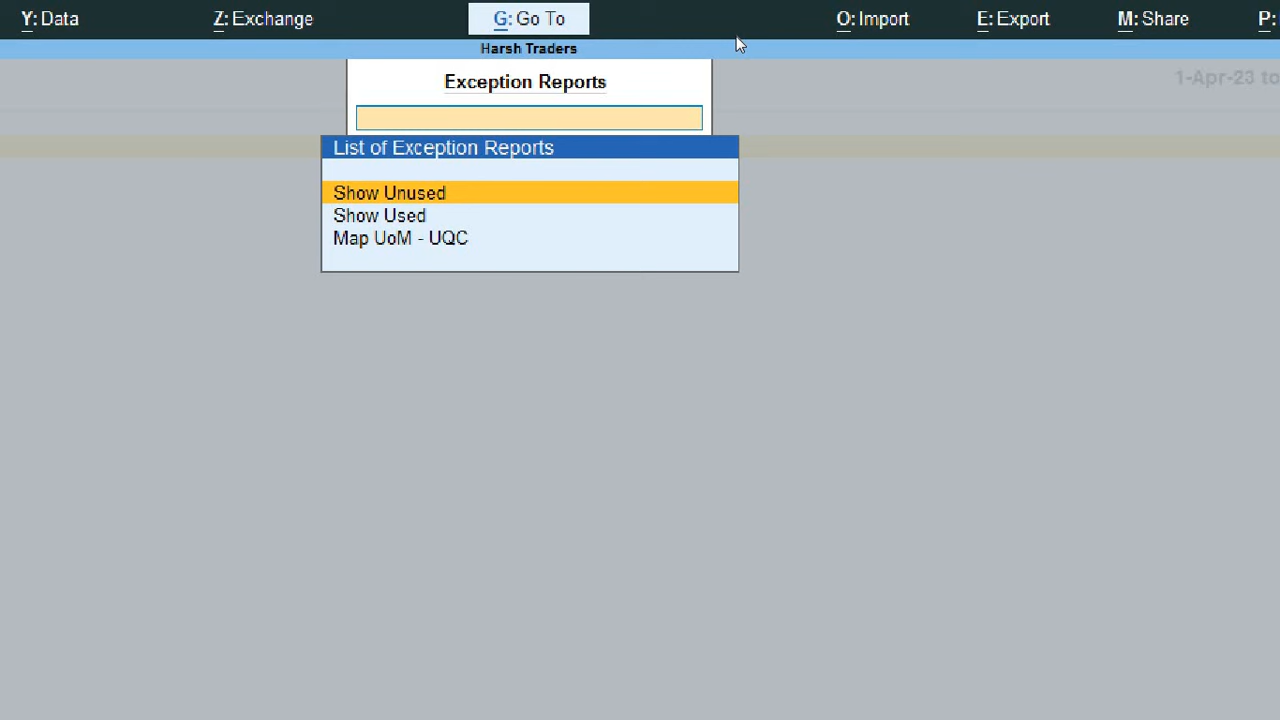 Y: Data Z: Exchange G: Go To O: Import E: Export M: Share P:
Harsh Traders
Exception Reports
1-Apr-23 to
List of Exception Reports
Show Unused
Show Used
Map UoM - UQC